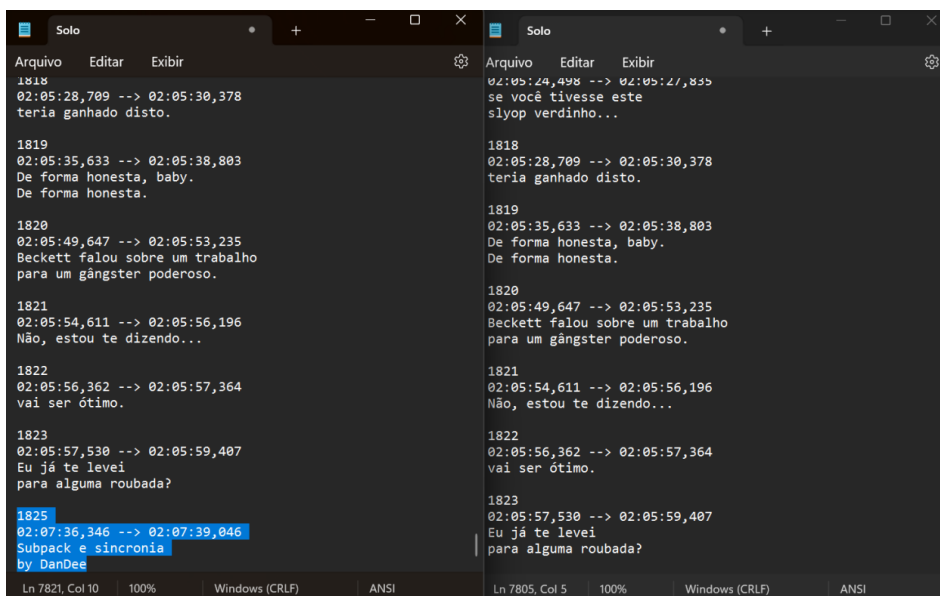 Solo
Arquivo Editar Exibir
1818
02:05:28,709 --> 02:05:30,378
teria ganhado disto.
1819
02:05:35,633 --> 02:05:38,803
De forma honesta, baby.
De forma honesta.
1820
02:05:49,647 --> 02:05:53,235
Beckett falou sobre um trabalho
para um gângster poderoso.
1821
02:05:54,611 --> 02:05:56,196
Não, estou te dizendo...
1822
02:05:56,362 --> 02:05:57,364
vai ser ótimo.
1823
02:05:57,530 --> 02:05:59,407
Eu já te levei
para alguma roubada?
1825
02:07:36,346 --> 02:07:39,046
Subpack e sincronia
by DanDee
Ln 7821, Col 10 100% Windows (CRLF) ANSI
Solo
Arquivo Editar Exibir
02:05:24,498 --> 02:05:27,835
se você tivesse este
slyop verdinho...
1818
02:05:28,709 --> 02:05:30,378
teria ganhado disto.
1819
02:05:35,633 --> 02:05:38,803
De forma honesta, baby.
De forma honesta.
1820
02:05:49,647 --> 02:05:53,235
Beckett falou sobre um trabalho
para um gângster poderoso.
1821
02:05:54,611 --> 02:05:56,196
Não, estou te dizendo...
1822
02:05:56,362 --> 02:05:57,364
vai ser ótimo.
1823
02:05:57,530 --> 02:05:59,407
Eu já te levei
para alguma roubada?
Ln 7805, Col 5 100% Windows (CRLF) ANSI